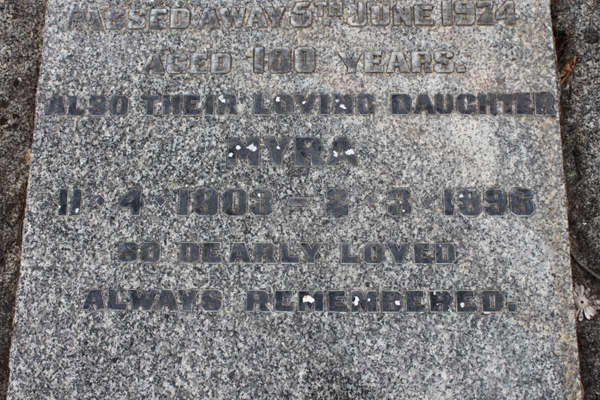 PASSED AWAY 5TH JUNE 1974
AGED 100 YEARS.
ALSO THEIR LOVING DAUGHTER
MYRA
11 · 4 · 1903 - 2 · 3 · 1996
SO DEARLY LOVED
ALWAYS REMEMBERED.